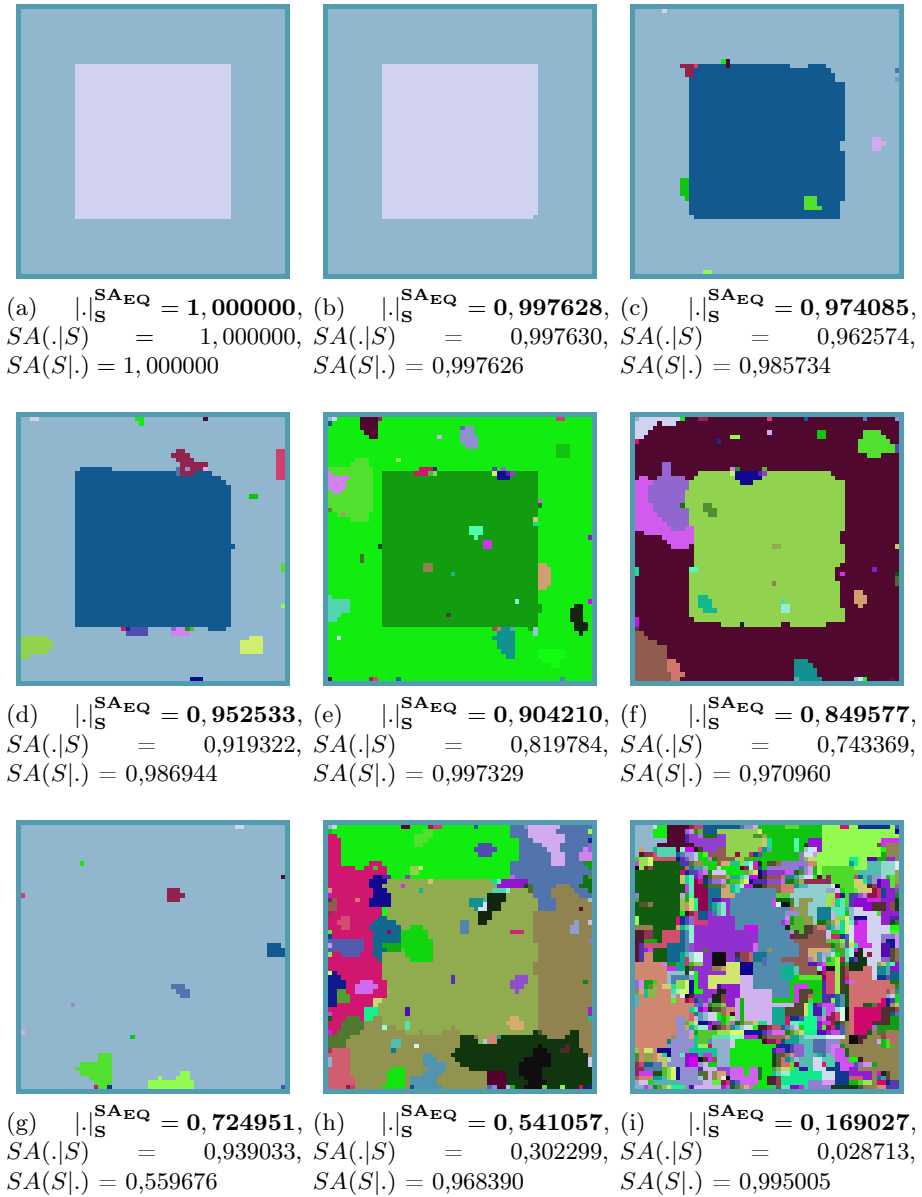 (a) |.|_S^{SA_EQ} = 1,000000,
SA(.|S) = 1,000000,
SA(S|.) = 1,000000
(b) |.|_S^{SA_EQ} = 0,997628,
SA(.|S) = 0,997630,
SA(S|.) = 0,997626
(c) |.|_S^{SA_EQ} = 0,974085,
SA(.|S) = 0,962574,
SA(S|.) = 0,985734
(d) |.|_S^{SA_EQ} = 0,952533,
SA(.|S) = 0,919322,
SA(S|.) = 0,986944
(e) |.|_S^{SA_EQ} = 0,904210,
SA(.|S) = 0,819784,
SA(S|.) = 0,997329
(f) |.|_S^{SA_EQ} = 0,849577,
SA(.|S) = 0,743369,
SA(S|.) = 0,970960
(g) |.|_S^{SA_EQ} = 0,724951,
SA(.|S) = 0,939033,
SA(S|.) = 0,559676
(h) |.|_S^{SA_EQ} = 0,541057,
SA(.|S) = 0,302299,
SA(S|.) = 0,968390
(i) |.|_S^{SA_EQ} = 0,169027,
SA(.|S) = 0,028713,
SA(S|.) = 0,995005